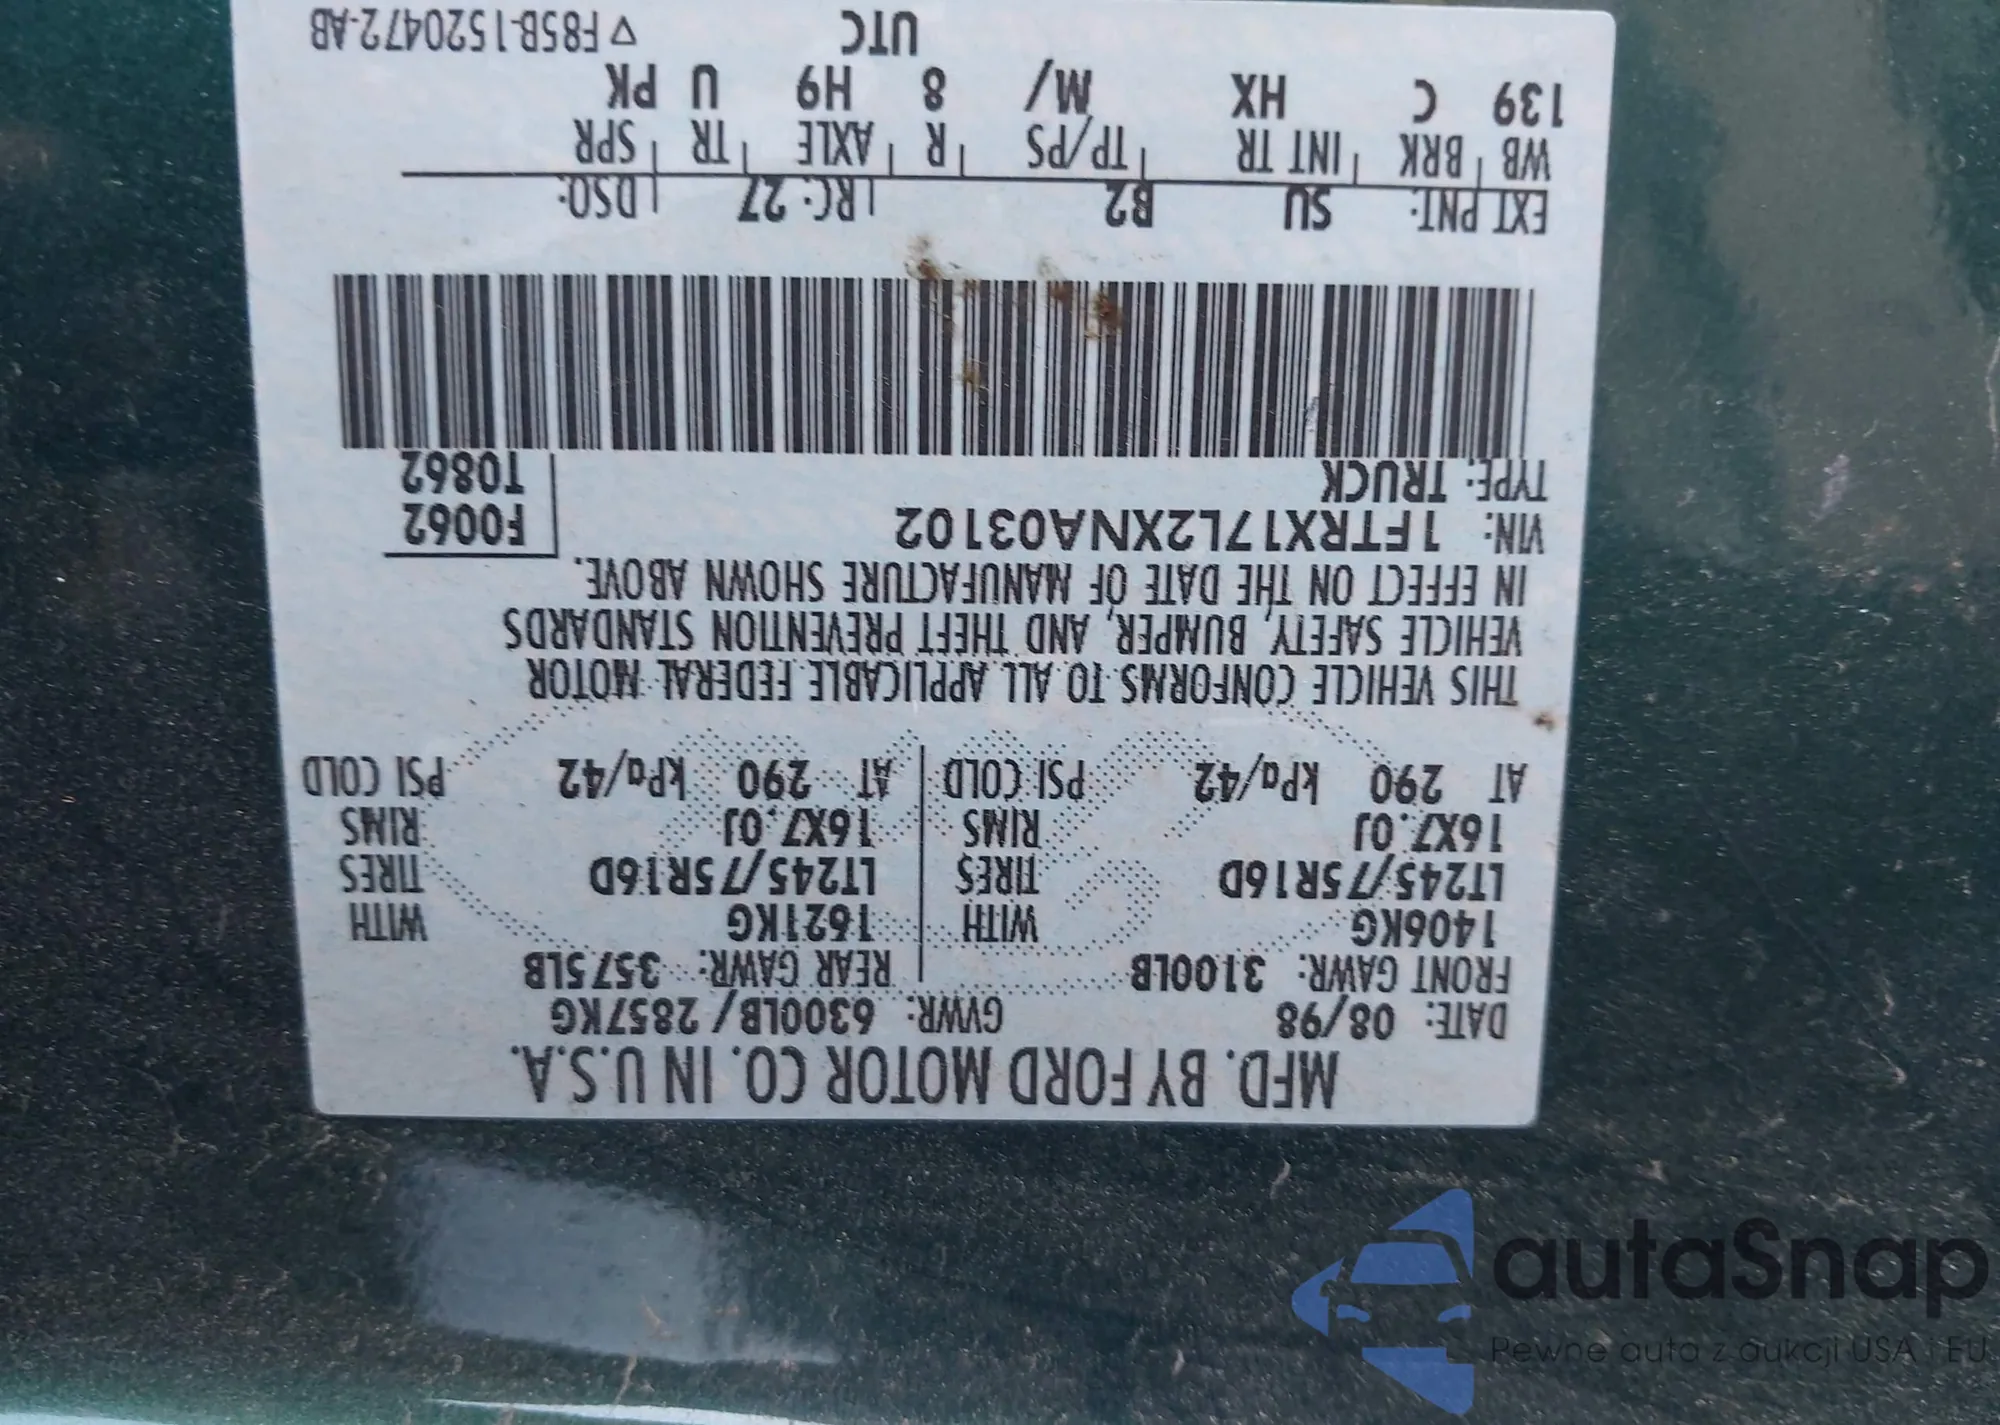 MFD. BY FORD MOTOR CO. IN U.S.A.
DATE: 08/98 GVWR: 6300LB/2857KG
FRONT GAWR: 3100LB REAR GAWR: 3575LB
1406KG WITH 1621KG WITH
LT245/75R16D TIRES LT245/75R16D TIRES
16X7.0J RIMS 16X7.0J RIMS
AT 290 kPa/42 PSI COLD AT 290 kPa/42 PSI COLD
THIS VEHICLE CONFORMS TO ALL APPLICABLE FEDERAL MOTOR
VEHICLE SAFETY, BUMPER, AND THEFT PREVENTION STANDARDS
IN EFFECT ON THE DATE OF MANUFACTURE SHOWN ABOVE.
VIN: 1FTRX17L2XNA03102 F0062
TYPE: TRUCK T0862
EXT PNT: SU B2 RC: 27 DSO:
WB BRK INT TR TP/PS R AXLE TR SPR
139 C HX M/ 8 H9 U PK
UTC ▽ F85B-1520472-AB
autaSnap
Pewne auta z aukcji USA i EU